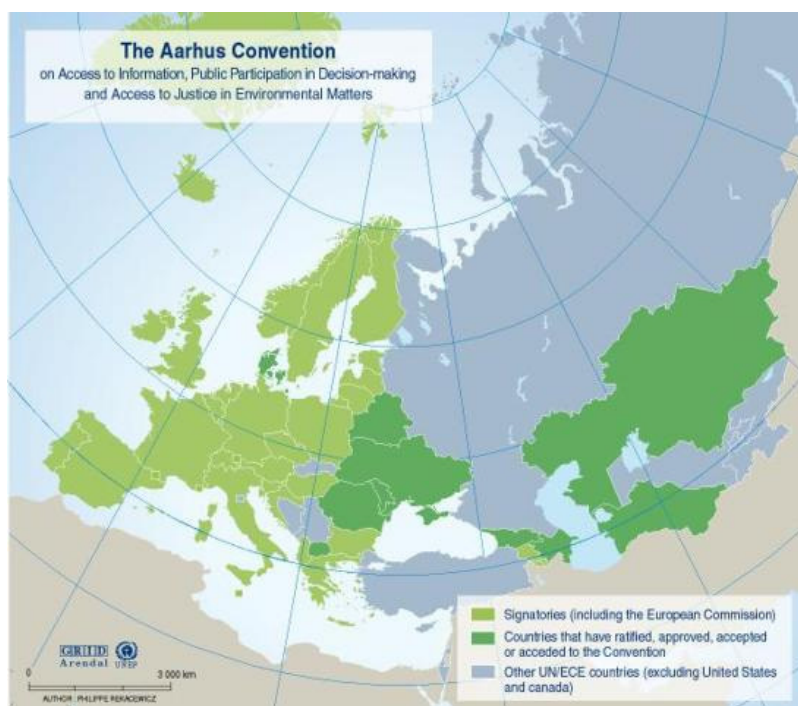 The Aarhus Convention
on Access to Information, Public Participation in Decision-making
and Access to Justice in Environmental Matters
Signatories (including the European Commission)
Countries that have ratified, approved, accepted
or acceded to the Convention
Other UN/ECE countries (excluding United States
and canada)
G R I D
Arendal UNEP
0 3 000 km
AUTHOR : PHILIPPE REKACEWICZ